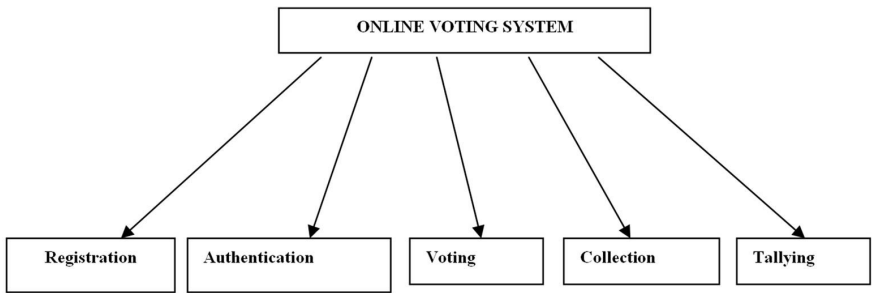 ONLINE VOTING SYSTEM
Registration
Authentication
Voting
Collection
Tallying